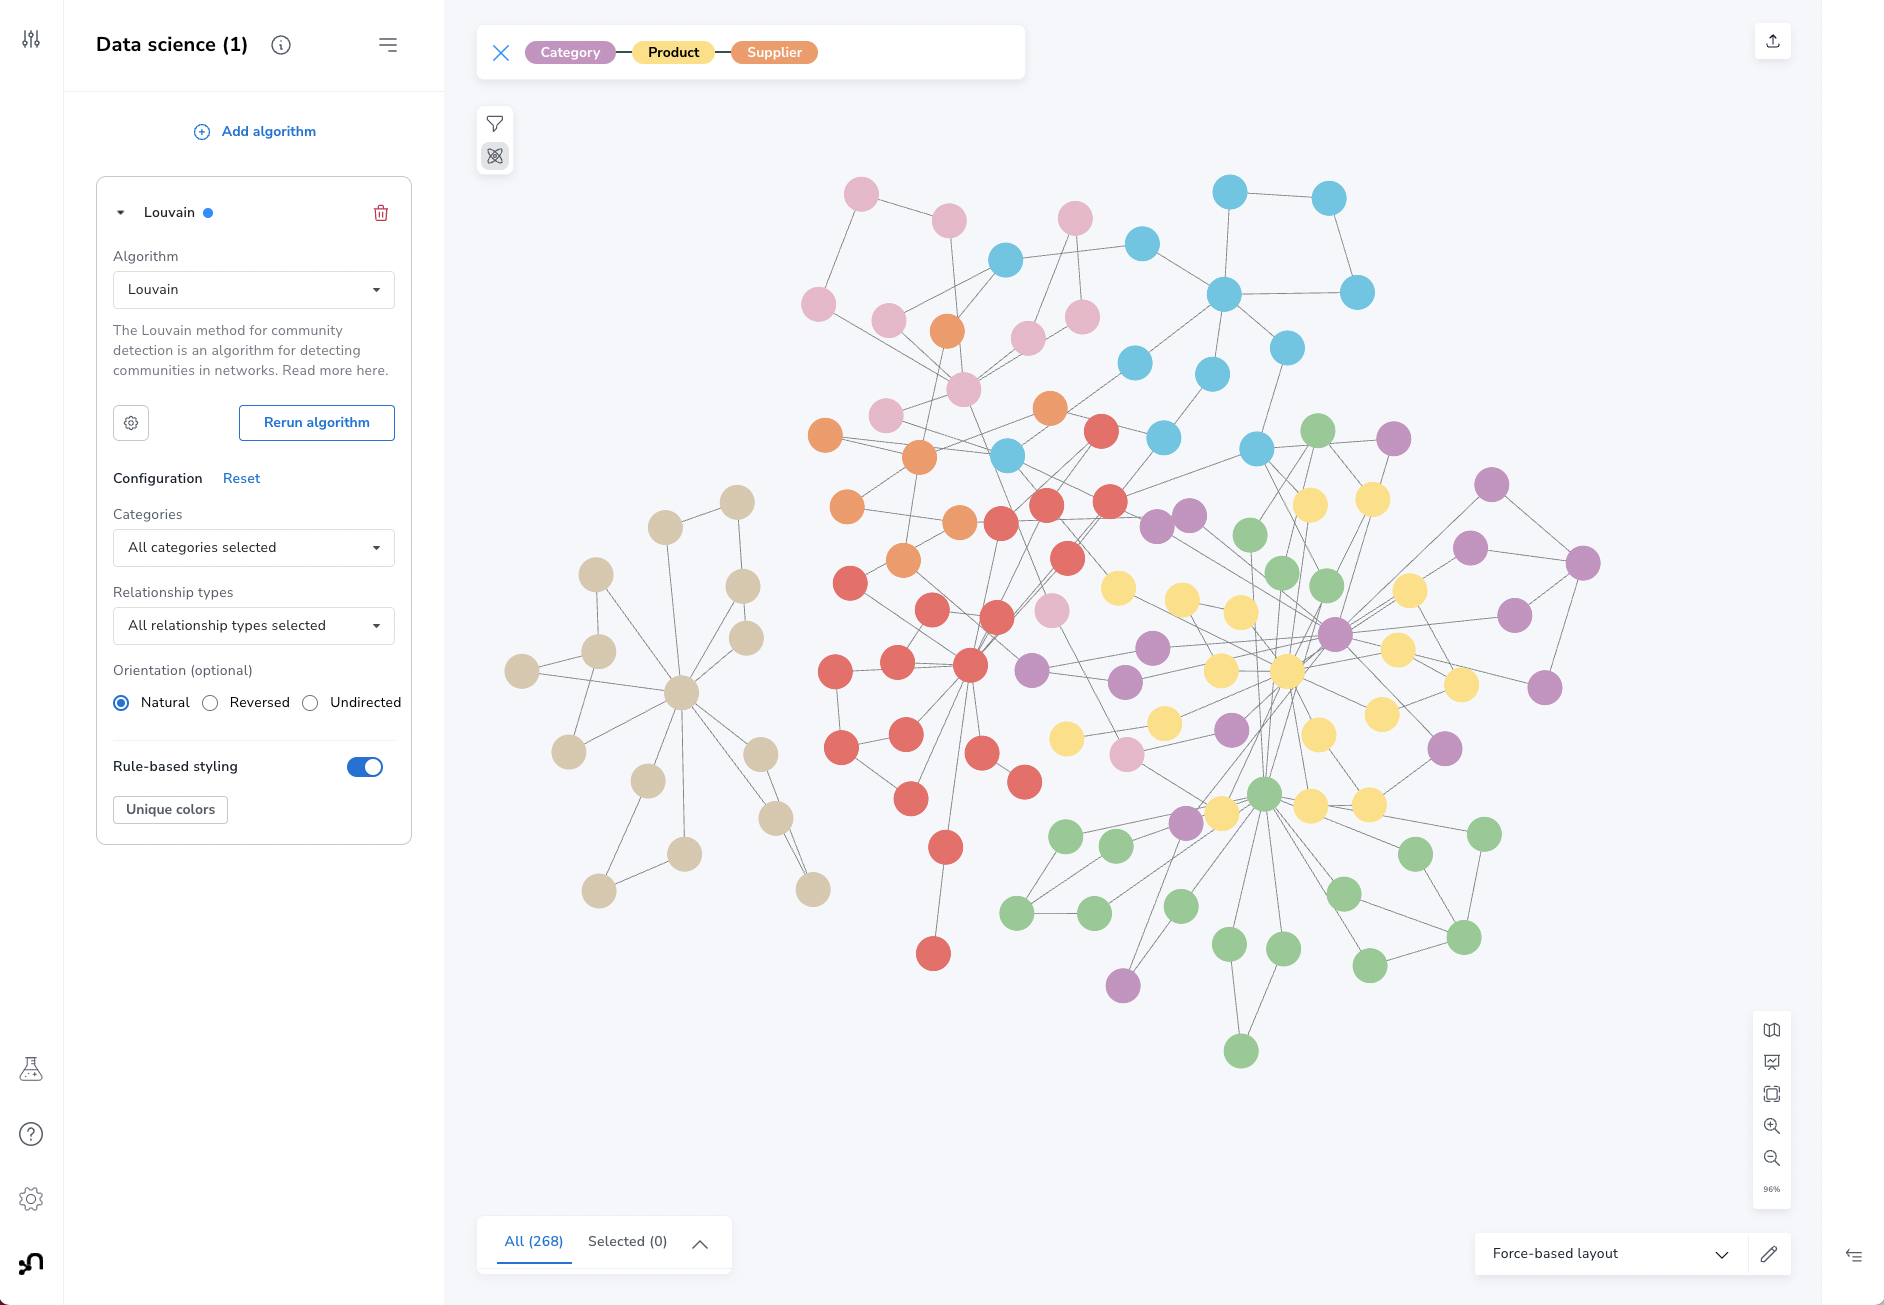 Data science (1)
Category
Product
Supplier
Add algorithm
Louvain
Algorithm
Louvain
The Louvain method for community
detection is an algorithm for detecting
communities in networks. Read more here.
Rerun algorithm
Configuration Reset
Categories
All categories selected
Relationship types
All relationship types selected
Orientation (optional)
Natural Reversed Undirected
Rule-based styling
Unique colors
96%
All (268) Selected (0)
Force-based layout